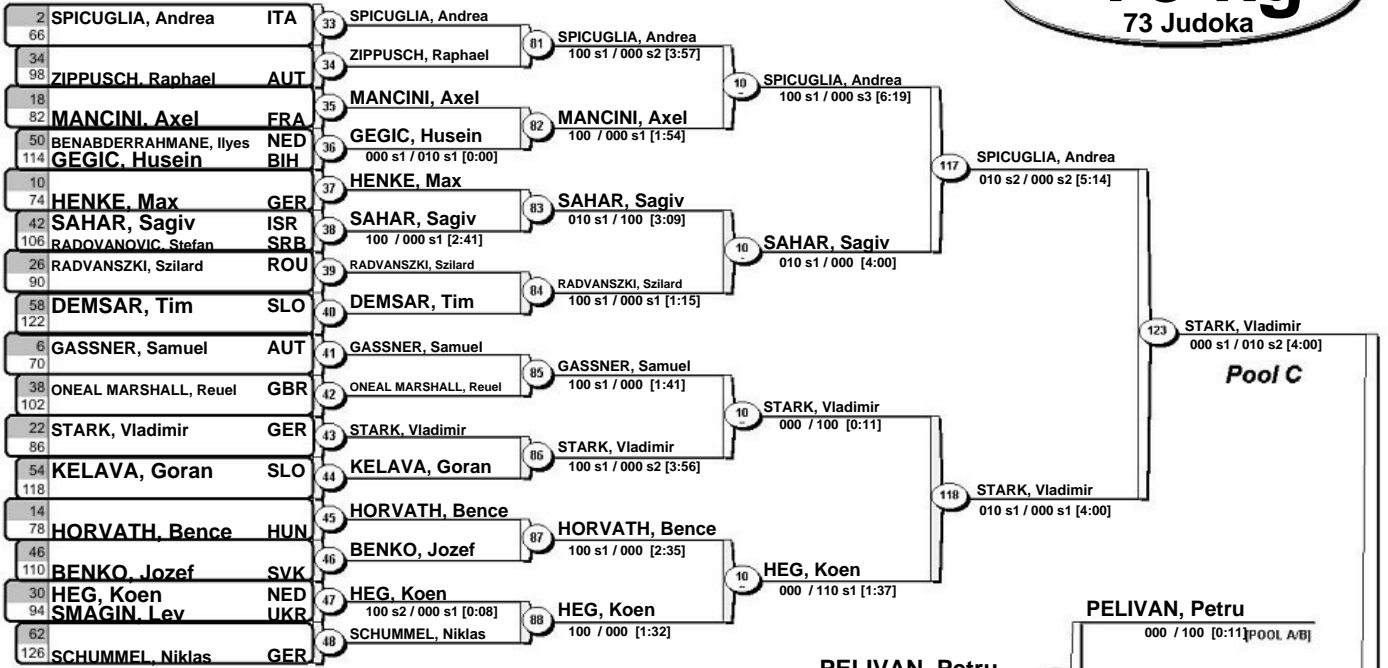 73 Judoka
2 SPICUGLIA, Andrea ITA
66
34
98 ZIPPUSCH, Raphael AUT
18
82 MANCINI, Axel FRA
50 BENABDERRAHMANE, Ilyes NED
114 GEGIC, Husein BIH
10
74 HENKE, Max GER
42 SAHAR, Sagiv ISR
106 RADOVANOVIC, Stefan SRB
26 RADVANSZKI, Szilard ROU
90
58 DEMSAR, Tim SLO
122
6 GASSNER, Samuel AUT
70
38 ONEAL MARSHALL, Reuel GBR
102
22 STARK, Vladimir GER
86
54 KELAVA, Goran SLO
118
14
78 HORVATH, Bence HUN
46
110 BENKO, Jozef SVK
30 HEG, Koen NED
94 SMAGIN, Lev UKR
62
126 SCHUMMEL, Niklas GER
33 SPICUGLIA, Andrea
34 ZIPPUSCH, Raphael
35 MANCINI, Axel
36 GEGIC, Husein
000 s1 / 010 s1 [0:00]
37 HENKE, Max
38 SAHAR, Sagiv
100 / 000 s1 [2:41]
39 RADVANSZKI, Szilard
40 DEMSAR, Tim
41 GASSNER, Samuel
42 ONEAL MARSHALL, Reuel
43 STARK, Vladimir
44 KELAVA, Goran
45 HORVATH, Bence
46 BENKO, Jozef
47 HEG, Koen
100 s2 / 000 s1 [0:08]
48 SCHUMMEL, Niklas
81 SPICUGLIA, Andrea
100 s1 / 000 s2 [3:57]
82 MANCINI, Axel
100 / 000 s1 [1:54]
83 SAHAR, Sagiv
010 s1 / 100 [3:09]
84 RADVANSZKI, Szilard
100 s1 / 000 s1 [1:15]
85 GASSNER, Samuel
100 s1 / 000 [1:41]
86 STARK, Vladimir
100 s1 / 000 s2 [3:56]
87 HORVATH, Bence
100 s1 / 000 [2:35]
88 HEG, Koen
100 / 000 [1:32]
10 SPICUGLIA, Andrea
100 s1 / 000 s3 [6:19]
10 SAHAR, Sagiv
010 s1 / 000 [4:00]
10 STARK, Vladimir
000 / 100 [0:11]
10 HEG, Koen
000 / 110 s1 [1:37]
117 SPICUGLIA, Andrea
010 s2 / 000 s2 [5:14]
118 STARK, Vladimir
010 s1 / 000 s1 [4:00]
123 STARK, Vladimir
000 s1 / 010 s2 [4:00]
Pool C
PELIVAN, Petru
000 / 100 [0:11] [POOL A/B]
PELIVAN, Petru